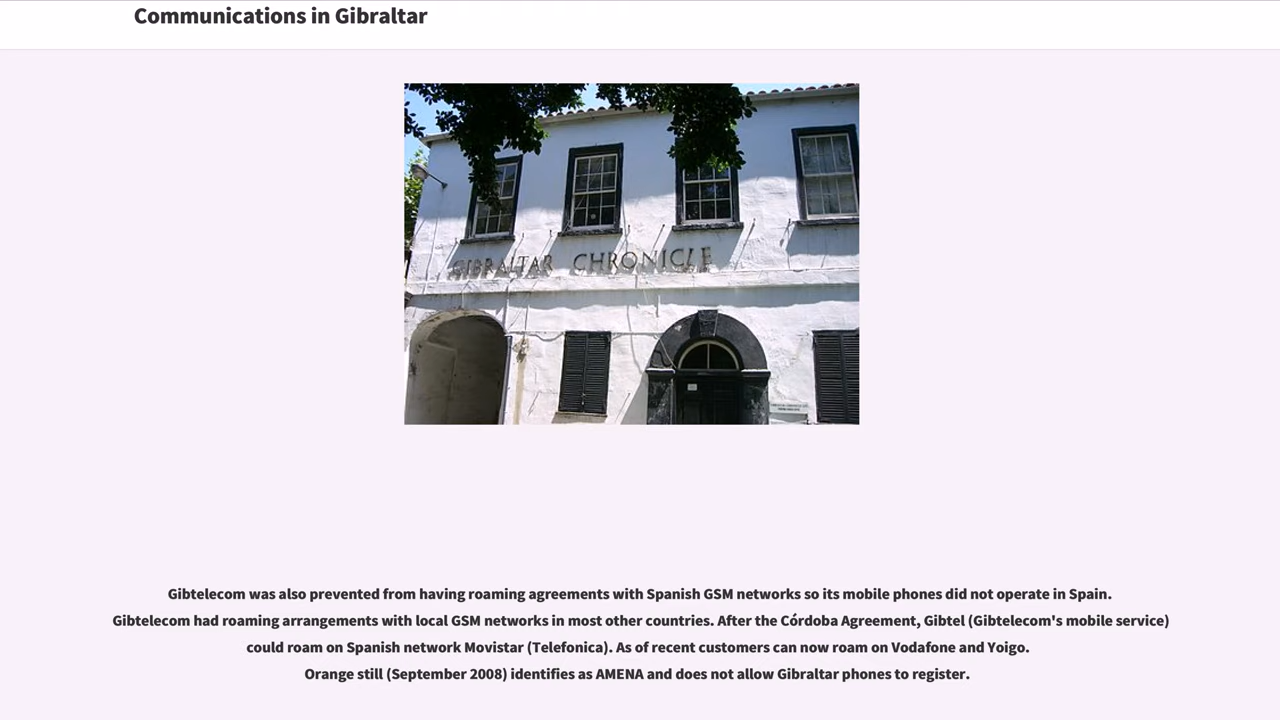 Communications in Gibraltar
GIBRALTAR CHRONICLE
Gibtelecom was also prevented from having roaming agreements with Spanish GSM networks so its mobile phones did not operate in Spain.
Gibtelecom had roaming arrangements with local GSM networks in most other countries. After the Córdoba Agreement, Gibtel (Gibtelecom's mobile service)
could roam on Spanish network Movistar (Telefonica). As of recent customers can now roam on Vodafone and Yoigo.
Orange still (September 2008) identifies as AMENA and does not allow Gibraltar phones to register.